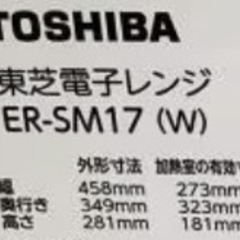 TOSHIBA
東芝電子レンジ
ER-SM17 (W)
外形寸法 加熱室の有効寸
幅 458mm 273mm
奥行き 349mm 323mm
高さ 281mm 181mm